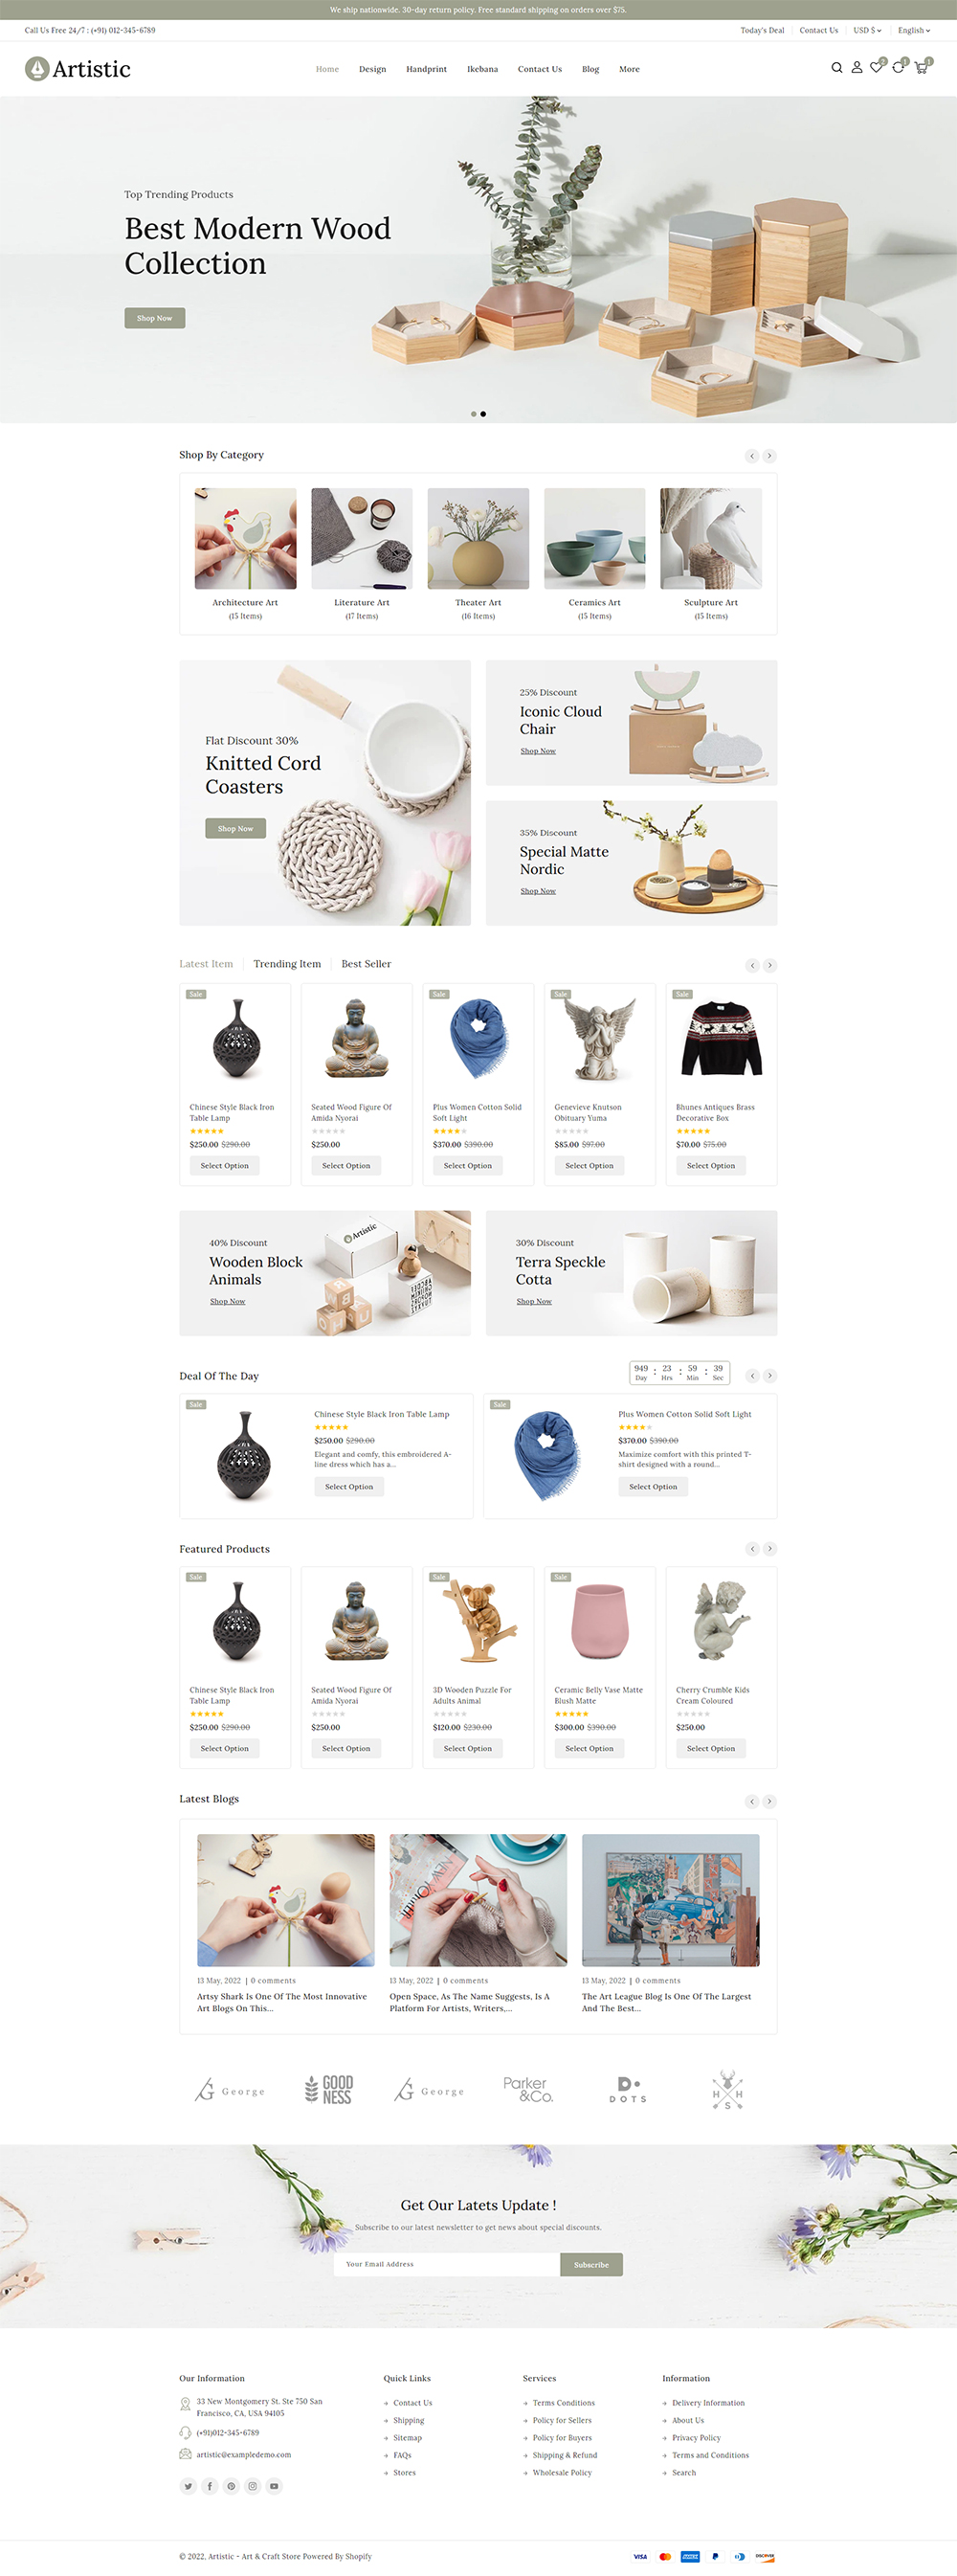 We ship nationwide. 30-day return policy. Free standard shipping on orders over $75.
Call Us Free 24/7 : (+91) 012-345-6789
Today's Deal
Contact Us
USD $
English
Artistic
Home
Design
Handprint
Ikebana
Contact Us
Blog
More
Top Trending Products
Best Modern Wood
Collection
Shop Now
Shop By Category
Architecture Art
(15 Items)
Literature Art
(17 Items)
Theater Art
(16 Items)
Ceramics Art
(15 Items)
Sculpture Art
(15 Items)
Flat Discount 30%
Knitted Cord
Coasters
Shop Now
25% Discount
Iconic Cloud
Chair
Shop Now
35% Discount
Special Matte
Nordic
Shop Now
Latest Item
Trending Item
Best Seller
Sale
Chinese Style Black Iron
Table Lamp
$250.00 $290.00
Select Option
Seated Wood Figure Of
Amida Nyorai
$250.00
Select Option
Sale
Plus Women Cotton Solid
Soft Light
$370.00 $390.00
Select Option
Sale
Genevieve Knutson
Obituary Yuma
$85.00 $97.00
Select Option
Sale
Bhunes Antiques Brass
Decorative Box
$70.00 $75.00
Select Option
40% Discount
Wooden Block
Animals
Shop Now
Artistic
30% Discount
Terra Speckle
Cotta
Shop Now
Deal Of The Day
949 : 23 : 59 : 39
Day Hrs Min Sec
Sale
Chinese Style Black Iron Table Lamp
$250.00 $290.00
Elegant and comfy, this embroidered A-
line dress which has a...
Select Option
Sale
Plus Women Cotton Solid Soft Light
$370.00 $390.00
Maximize comfort with this printed T-
shirt designed with a round...
Select Option
Featured Products
Sale
Chinese Style Black Iron
Table Lamp
$250.00 $290.00
Select Option
Seated Wood Figure Of
Amida Nyorai
$250.00
Select Option
Sale
3D Wooden Puzzle For
Adults Animal
$120.00 $230.00
Select Option
Sale
Ceramic Belly Vase Matte
Blush Matte
$300.00 $390.00
Select Option
Cherry Crumble Kids
Cream Coloured
$250.00
Select Option
Latest Blogs
13 May, 2022 | 0 comments
Artsy Shark Is One Of The Most Innovative
Art Blogs On This...
13 May, 2022 | 0 comments
Open Space, As The Name Suggests, Is A
Platform For Artists, Writers,...
13 May, 2022 | 0 comments
The Art League Blog Is One Of The Largest
And The Best...
George
GOOD
NESS
George
Parker
&Co.
D
DOTS
H H
S
Get Our Latets Update !
Subscribe to our latest newsletter to get news about special discounts.
Your Email Address
Subscribe
Our Information
33 New Montgomery St. Ste 750 San
Francisco, CA, USA 94105
(+91)012-345-6789
artistic@exampledemo.com
Quick Links
Contact Us
Shipping
Sitemap
FAQs
Stores
Services
Terms Conditions
Policy for Sellers
Policy for Buyers
Shipping & Refund
Wholesale Policy
Information
Delivery Information
About Us
Privacy Policy
Terms and Conditions
Search
© 2022, Artistic - Art & Craft Store Powered By Shopify
VISA
DISCOVER